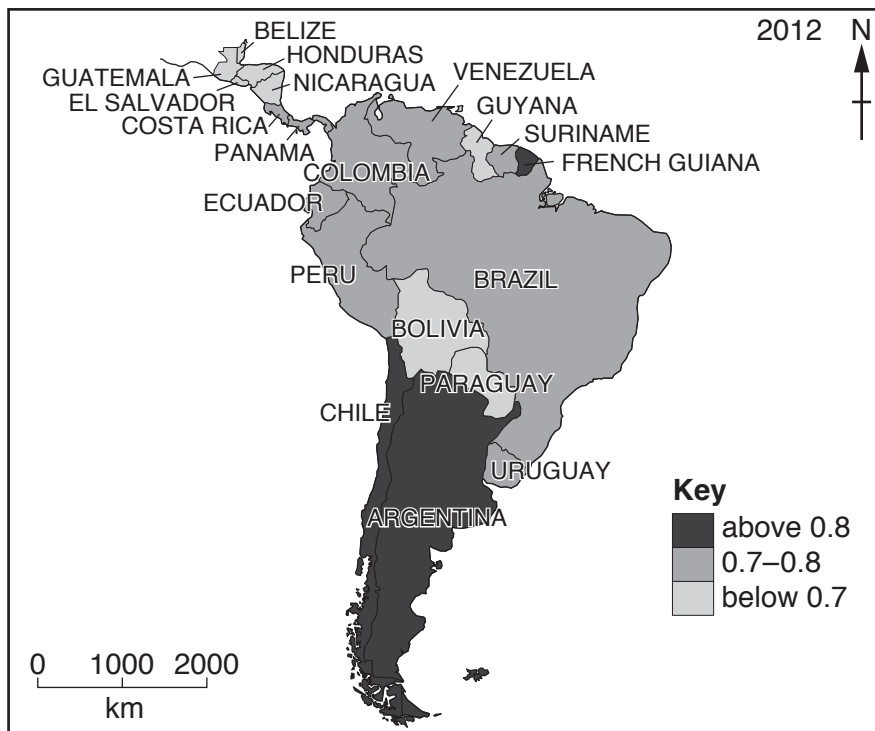 2012
N
BELIZE
HONDURAS
GUATEMALA
NICARAGUA
VENEZUELA
EL SALVADOR
GUYANA
COSTA RICA
SURINAME
PANAMA
FRENCH GUIANA
COLOMBIA
ECUADOR
PERU
BRAZIL
BOLIVIA
PARAGUAY
CHILE
URUGUAY
ARGENTINA
Key
above 0.8
0.7–0.8
below 0.7
0 1000 2000
km